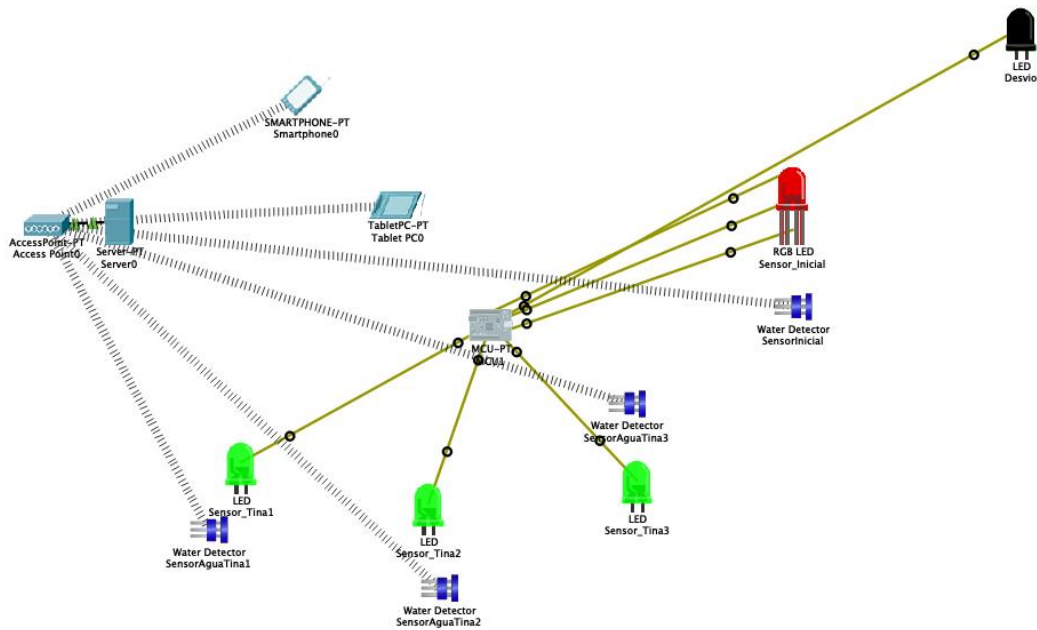 LED
Desvio
SMARTPHONE-PT
Smartphone0
TabletPC-PT
Tablet PC0
AccessPoint-PT
Access Point0
Server-PT
Server0
RGB LED
Sensor_Inicial
Water Detector
SensorInicial
MCU-PT
MCU1
Water Detector
SensorAguaTina3
LED
Sensor_Tina1
LED
Sensor_Tina2
LED
Sensor_Tina3
Water Detector
SensorAguaTina1
Water Detector
SensorAguaTina2